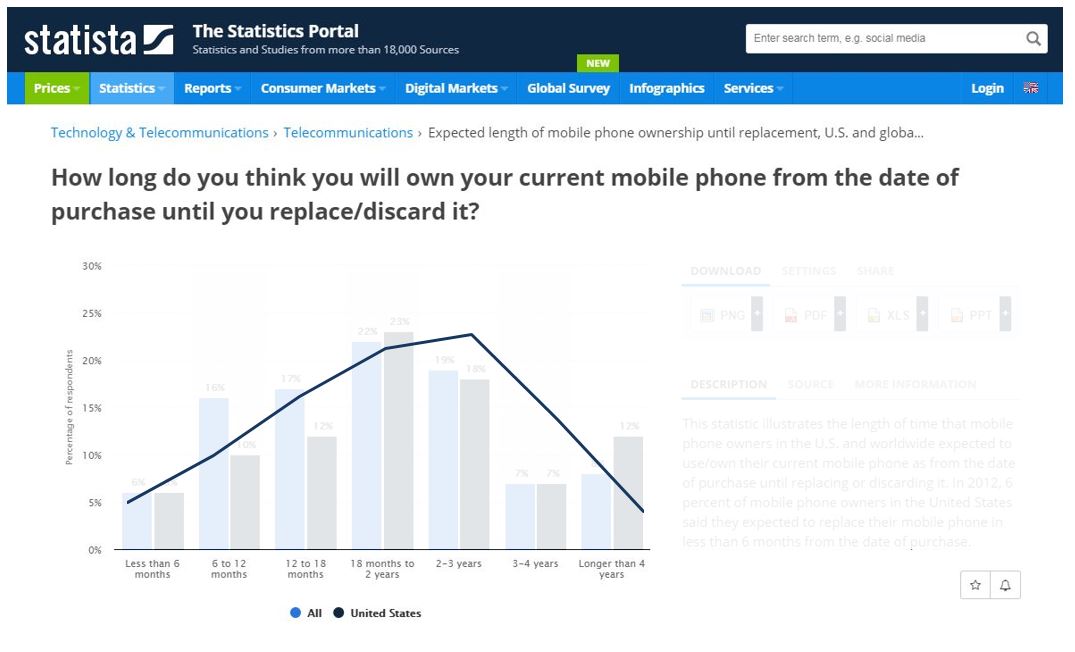 statista
The Statistics Portal
Statistics and Studies from more than 18,000 Sources
Enter search term, e.g. social media
NEW
Prices Statistics Reports Consumer Markets Digital Markets Global Survey Infographics Services Login
Technology & Telecommunications › Telecommunications › Expected length of mobile phone ownership until replacement, U.S. and globa...
How long do you think you will own your current mobile phone from the date of
purchase until you replace/discard it?
DOWNLOAD SETTINGS SHARE
PNG + PDF + XLS + PPT +
DESCRIPTION SOURCE MORE INFORMATION
This statistic illustrates the length of time that mobile
phone owners in the U.S. and worldwide expected to
use/own their current mobile phone as from the date
of purchase until replacing or discarding it. In 2012, 6
percent of mobile phone owners in the United States
said they expected to replace their mobile phone in
less than 6 months from the date of purchase.
Percentage of respondents
30%
25%
20%
15%
10%
5%
0%
6%
16%
17% 12%
22% 23%
19% 18%
7% 7%
12%
Less than 6 months
6 to 12 months
12 to 18 months
18 months to 2 years
2-3 years
3-4 years
Longer than 4 years
All United States